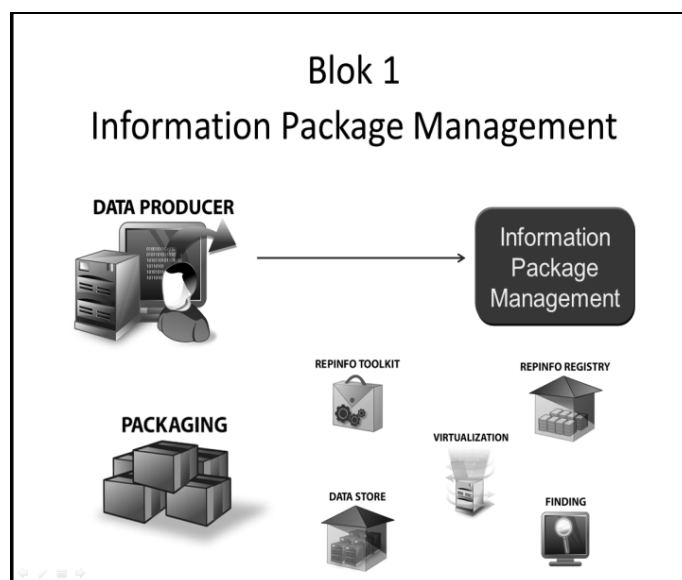 Blok 1
Information Package Management
DATA PRODUCER
Information
Package
Management
REPINFO TOOLKIT
REPINFO REGISTRY
PACKAGING
VIRTUALIZATION
DATA STORE
FINDING